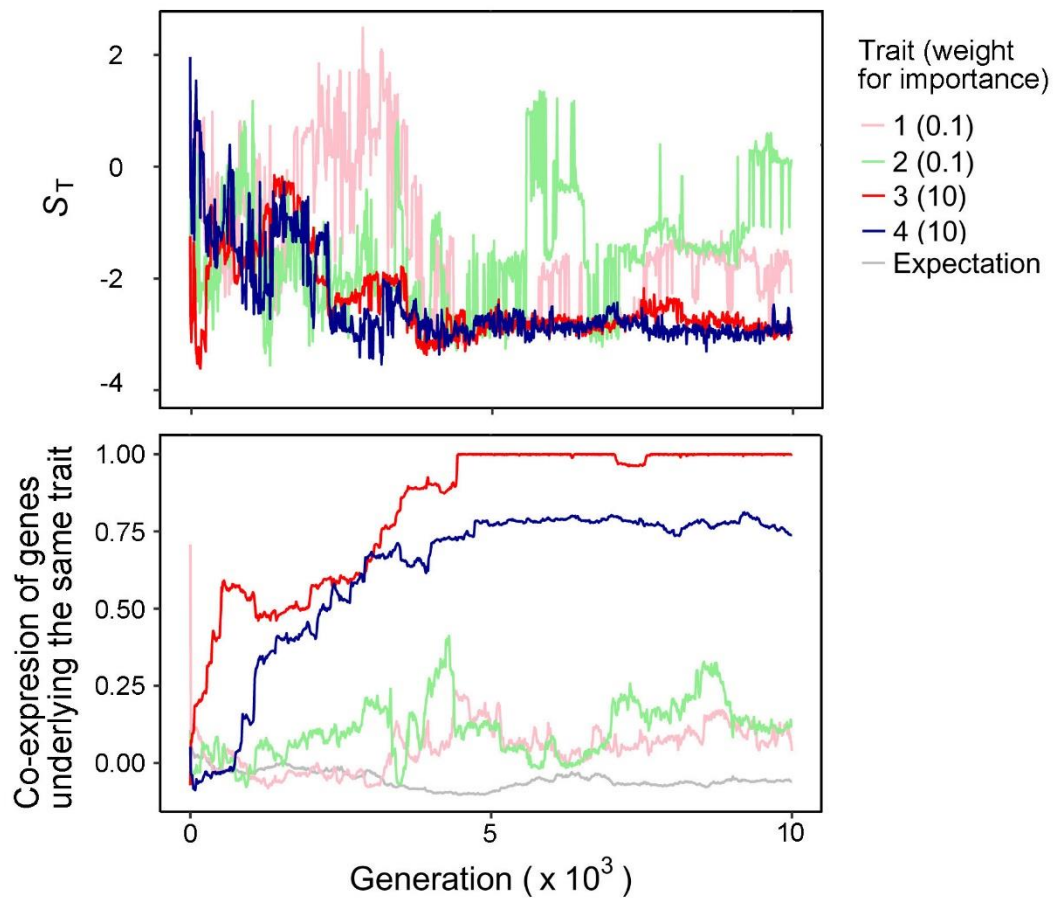 2
0
-2
-4
S_T
Trait (weight
for importance)
1 (0.1)
2 (0.1)
3 (10)
4 (10)
Expectation
1.00
0.75
0.50
0.25
0.00
Co-expresion of genes
underlying the same trait
0
5
10
Generation ( x 10³ )